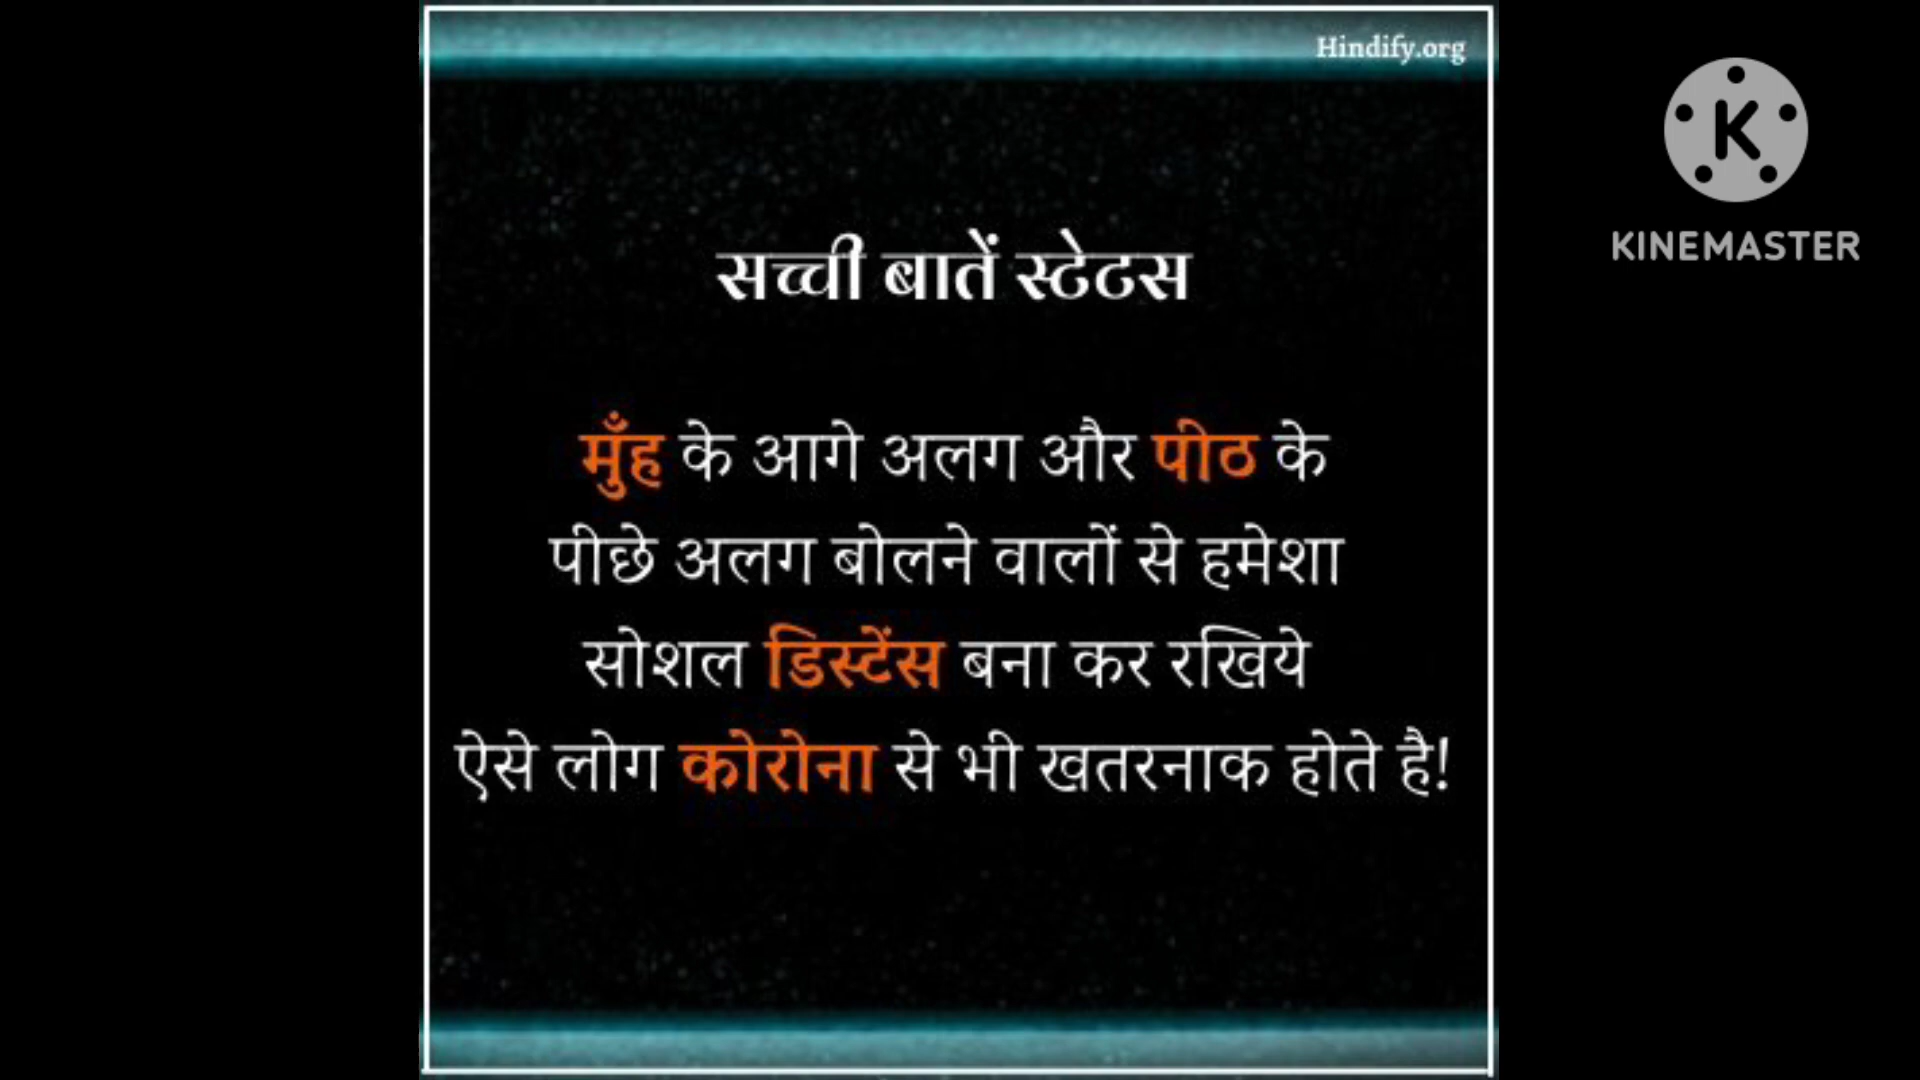 Hindify.org
K
KINEMASTER
सच्ची बातें स्टेटस
मुँह के आगे अलग और पीठ के
पीछे अलग बोलने वालों से हमेशा
सोशल डिस्टेंस बना कर रखिये
ऐसे लोग कोरोना से भी खतरनाक होते है!